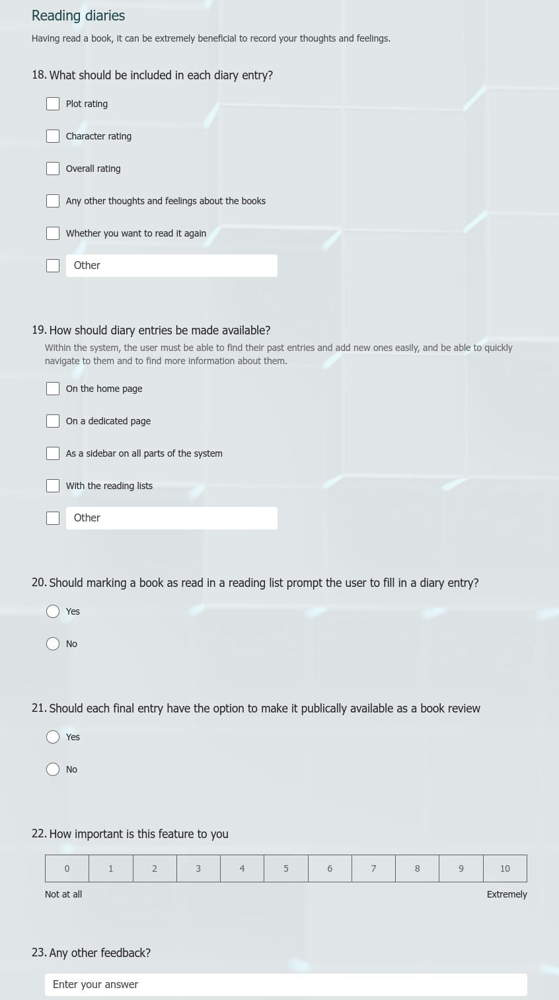 Reading diaries
Having read a book, it can be extremely beneficial to record your thoughts and feelings.
18. What should be included in each diary entry?
Plot rating
Character rating
Overall rating
Any other thoughts and feelings about the books
Whether you want to read it again
Other
19. How should diary entries be made available?
Within the system, the user must be able to find their past entries and add new ones easily, and be able to quickly
navigate to them and to find more information about them.
On the home page
On a dedicated page
As a sidebar on all parts of the system
With the reading lists
Other
20. Should marking a book as read in a reading list prompt the user to fill in a diary entry?
Yes
No
21. Should each final entry have the option to make it publically available as a book review
Yes
No
22. How important is this feature to you
0 1 2 3 4 5 6 7 8 9 10
Not at all Extremely
23. Any other feedback?
Enter your answer